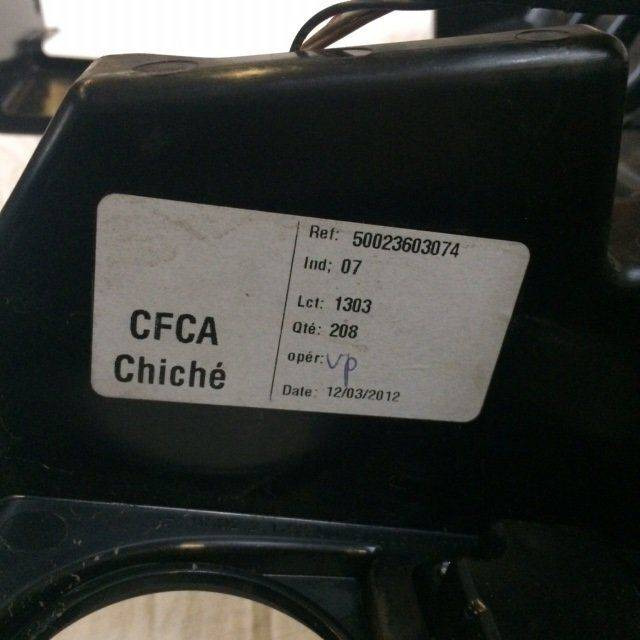 CFCA
Chiché
Ref: 50023603074
Ind; 07
Lct: 1303
Qté: 208
opér: vp
Date: 12/03/2012